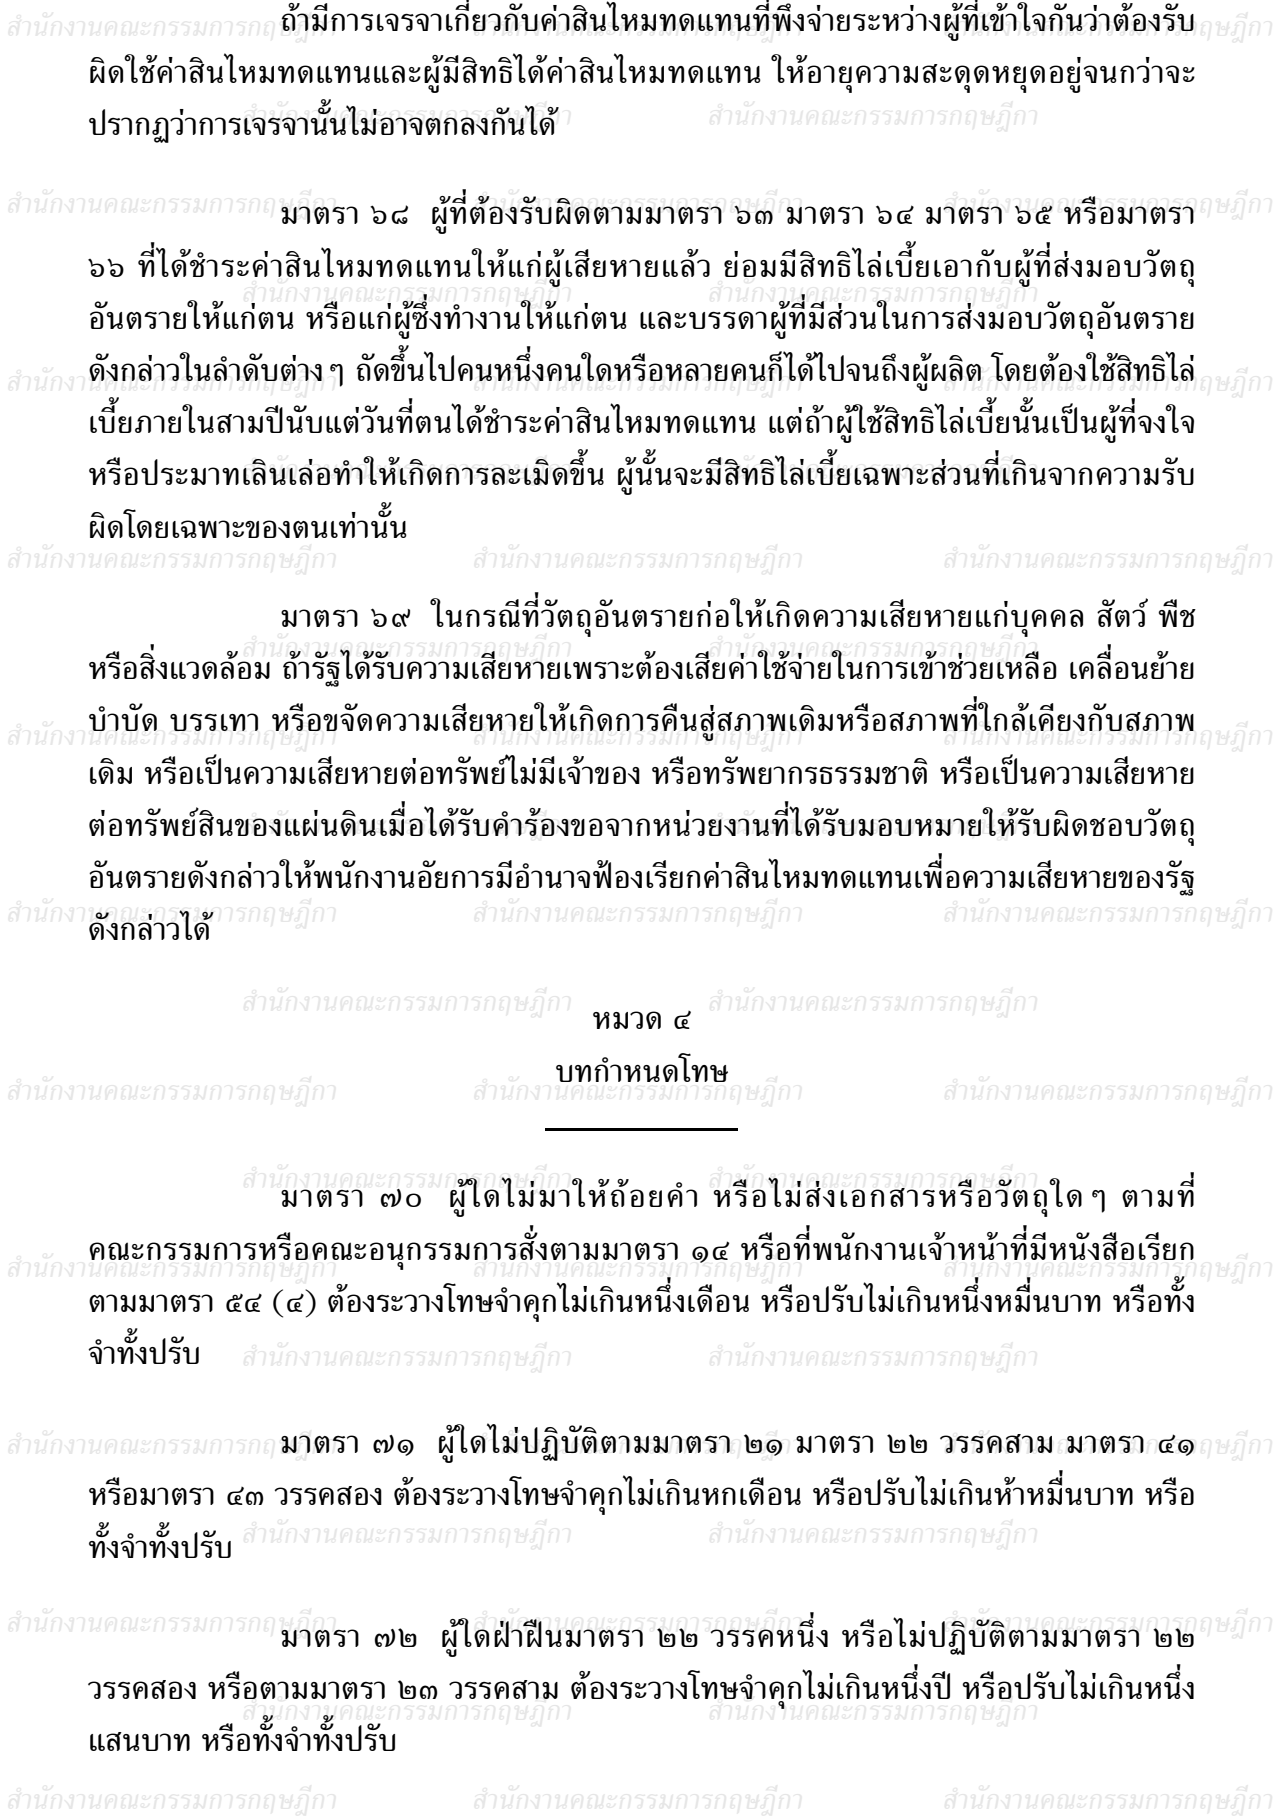 ถ้ามีการเจรจาเกี่ยวกับค่าสินไหมทดแทนที่พึงจ่ายระหว่างผู้ที่เข้าใจกันว่าต้องรับ
ผิดใช้ค่าสินไหมทดแทนและผู้มีสิทธิได้ค่าสินไหมทดแทน ให้อายุความสะดุดหยุดอยู่จนกว่าจะ
ปรากฏว่าการเจรจานั้นไม่อาจตกลงกันได้
มาตรา ๖๘ ผู้ที่ต้องรับผิดตามมาตรา ๖๓ มาตรา ๖๔ มาตรา ๖๕ หรือมาตรา
๖๖ ที่ได้ชำระค่าสินไหมทดแทนให้แก่ผู้เสียหายแล้ว ย่อมมีสิทธิไล่เบี้ยเอากับผู้ที่ส่งมอบวัตถุ
อันตรายให้แก่ตน หรือแก่ผู้ซึ่งทำงานให้แก่ตน และบรรดาผู้ที่มีส่วนในการส่งมอบวัตถุอันตราย
ดังกล่าวในลำดับต่าง ๆ ถัดขึ้นไปคนหนึ่งคนใดหรือหลายคนก็ได้ไปจนถึงผู้ผลิต โดยต้องใช้สิทธิไล่
เบี้ยภายในสามปีนับแต่วันที่ตนได้ชำระค่าสินไหมทดแทน แต่ถ้าผู้ใช้สิทธิไล่เบี้ยนั้นเป็นผู้ที่จงใจ
หรือประมาทเลินเล่อทำให้เกิดการละเมิดขึ้น ผู้นั้นจะมีสิทธิไล่เบี้ยเฉพาะส่วนที่เกินจากความรับ
ผิดโดยเฉพาะของตนเท่านั้น
มาตรา ๖๙ ในกรณีที่วัตถุอันตรายก่อให้เกิดความเสียหายแก่บุคคล สัตว์ พืช
หรือสิ่งแวดล้อม ถ้ารัฐได้รับความเสียหายเพราะต้องเสียค่าใช้จ่ายในการเข้าช่วยเหลือ เคลื่อนย้าย
บำบัด บรรเทา หรือขจัดความเสียหายให้เกิดการคืนสู่สภาพเดิมหรือสภาพที่ใกล้เคียงกับสภาพ
เดิม หรือเป็นความเสียหายต่อทรัพย์ไม่มีเจ้าของ หรือทรัพยากรธรรมชาติ หรือเป็นความเสียหาย
ต่อทรัพย์สินของแผ่นดินเมื่อได้รับคำร้องขอจากหน่วยงานที่ได้รับมอบหมายให้รับผิดชอบวัตถุ
อันตรายดังกล่าวให้พนักงานอัยการมีอำนาจฟ้องเรียกค่าสินไหมทดแทนเพื่อความเสียหายของรัฐ
ดังกล่าวได้
หมวด ๔
บทกำหนดโทษ
มาตรา ๗๐ ผู้ใดไม่มาให้ถ้อยคำ หรือไม่ส่งเอกสารหรือวัตถุใด ๆ ตามที่
คณะกรรมการหรือคณะอนุกรรมการสั่งตามมาตรา ๑๔ หรือที่พนักงานเจ้าหน้าที่มีหนังสือเรียก
ตามมาตรา ๕๔ (๔) ต้องระวางโทษจำคุกไม่เกินหนึ่งเดือน หรือปรับไม่เกินหนึ่งหมื่นบาท หรือทั้ง
จำทั้งปรับ
มาตรา ๗๑ ผู้ใดไม่ปฏิบัติตามมาตรา ๒๑ มาตรา ๒๒ วรรคสาม มาตรา ๔๑
หรือมาตรา ๔๓ วรรคสอง ต้องระวางโทษจำคุกไม่เกินหกเดือน หรือปรับไม่เกินห้าหมื่นบาท หรือ
ทั้งจำทั้งปรับ
มาตรา ๗๒ ผู้ใดฝ่าฝืนมาตรา ๒๒ วรรคหนึ่ง หรือไม่ปฏิบัติตามมาตรา ๒๒
วรรคสอง หรือตามมาตรา ๒๓ วรรคสาม ต้องระวางโทษจำคุกไม่เกินหนึ่งปี หรือปรับไม่เกินหนึ่ง
แสนบาท หรือทั้งจำทั้งปรับ
สำนักงานคณะกรรมการกฤษฎีกา สำนักงานคณะกรรมการกฤษฎีกา สำนักงานคณะกรรมการกฤษฎีกา